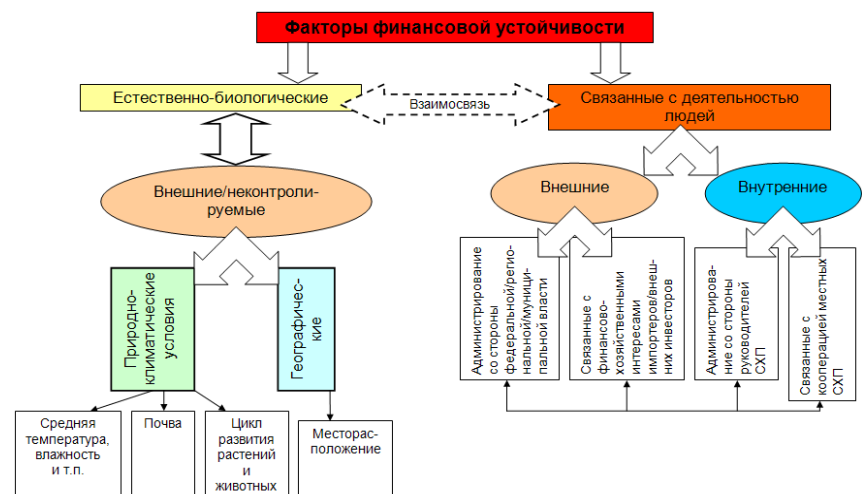 Факторы финансовой устойчивости
Естественно-биологические
Взаимосвязь
Связанные с деятельностью
людей
Внешние/неконтроли-
руемые
Внешние
Внутренние
Природно-
климатические
условия
Географичес-
кие
Администрирование
со стороны
федеральной/регио-
нальной/муници-
пальной власти
Связанные с
финансово-
хозяйственными
интересами
импортеров/внеш-
них инвесторов
Администрирова-
ние со стороны
руководителей
СХП
Связанные с
кооперацией местных
СХП
Средняя
температура,
влажность
и т.п.
Почва
Цикл
развития
растений
и
животных
Месторас-
положение